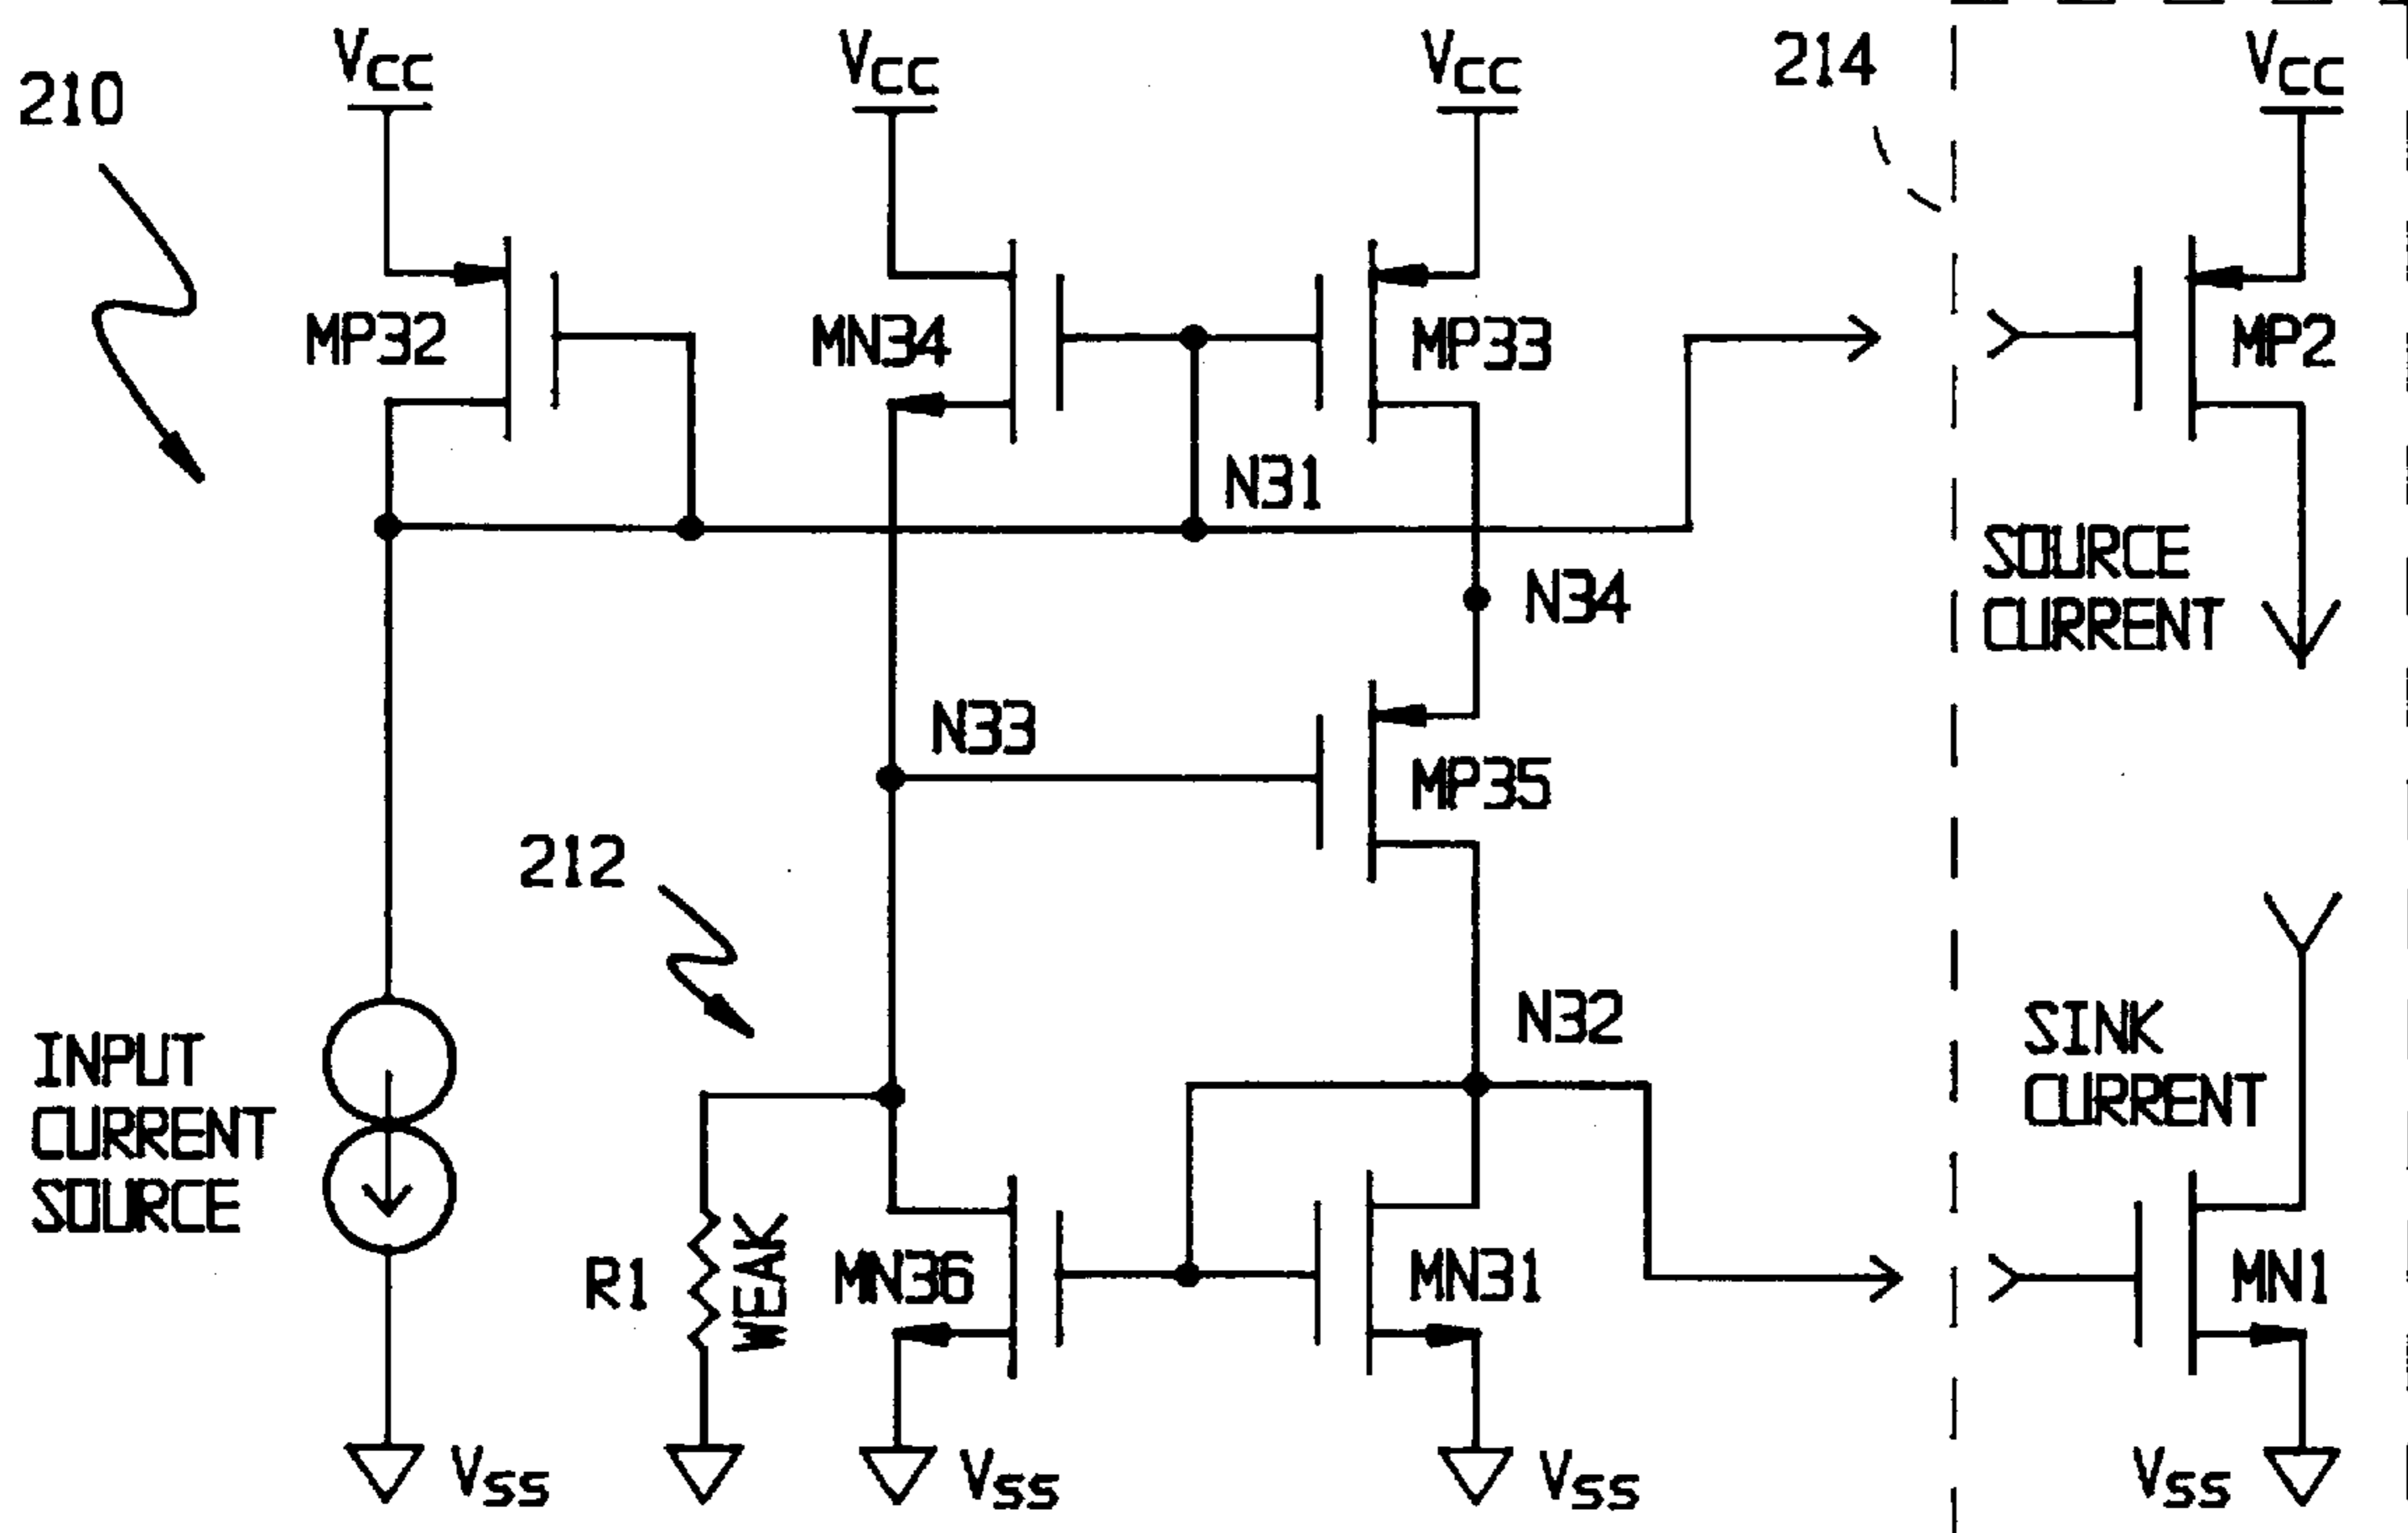 210
VCC
VCC
VCC
214
VCC
MP32
MN34
MP33
MP2
N31
SOURCE
CURRENT
N34
N33
MP35
212
N32
INPUT
CURRENT
SOURCE
SINK
CURRENT
R1
WEAK
MN36
MN31
MN1
VSS
VSS
VSS
VSS